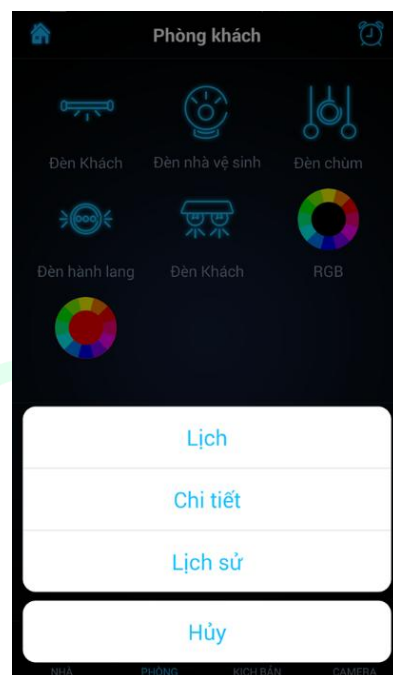 Phòng khách
Đèn Khách Đèn nhà vệ sinh Đèn chùm
Đèn hành lang Đèn Khách RGB
Lịch
Chi tiết
Lịch sử
Hủy
NHÀ PHÒNG KỊCH BẢN CAMERA